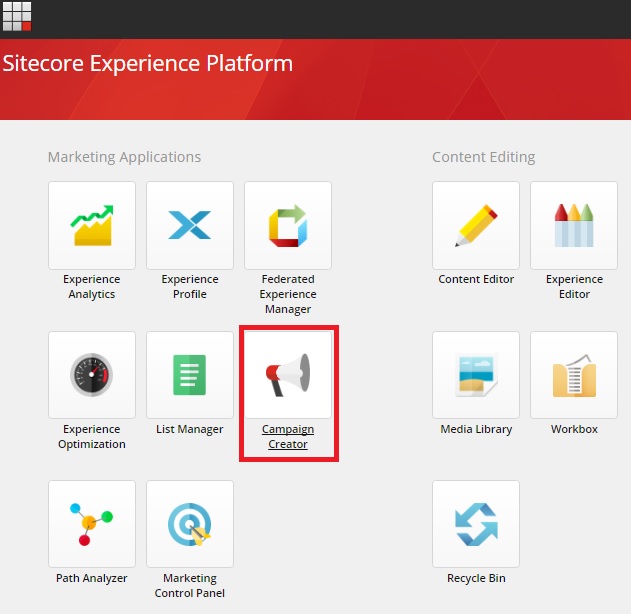 Sitecore Experience Platform
Marketing Applications
Experience
Analytics
Experience
Profile
Federated
Experience
Manager
Experience
Optimization
List Manager
Campaign
Creator
Path Analyzer
Marketing
Control Panel
Content Editing
Content Editor
Experience
Editor
Media Library
Workbox
Recycle Bin